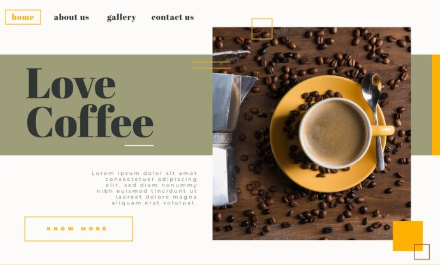 home about us gallery contact us
Love
Coffee
Lorem ipsum dolor sit amet
consectetuer adipiscing
elit, sed diam nonummy
nibh euismod tincidunt ut
laoreet dolore magna
aliquam erat volutpat.
KNOW MORE